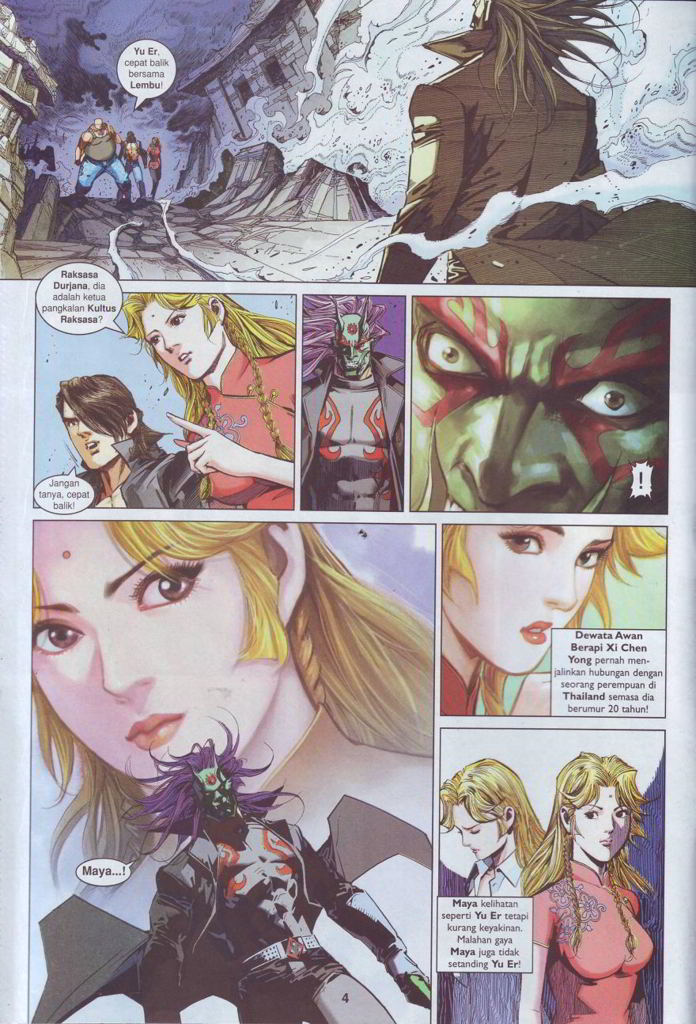 Yu Er,
cepat balik
bersama
Lembu!
Raksasa
Durjana, dia
adalah ketua
pangkalan Kultus
Raksasa?
Jangan
tanya, cepat
balik!
!
Dewata Awan
Berapi Xi Chen
Yong pernah men-
jalinkan hubungan dengan
seorang perempuan di
Thailand semasa dia
berumur 20 tahun!
Maya...!
Maya kelihatan
seperti Yu Er tetapi
kurang keyakinan.
Malahan gaya
Maya juga tidak
setanding Yu Er!
4